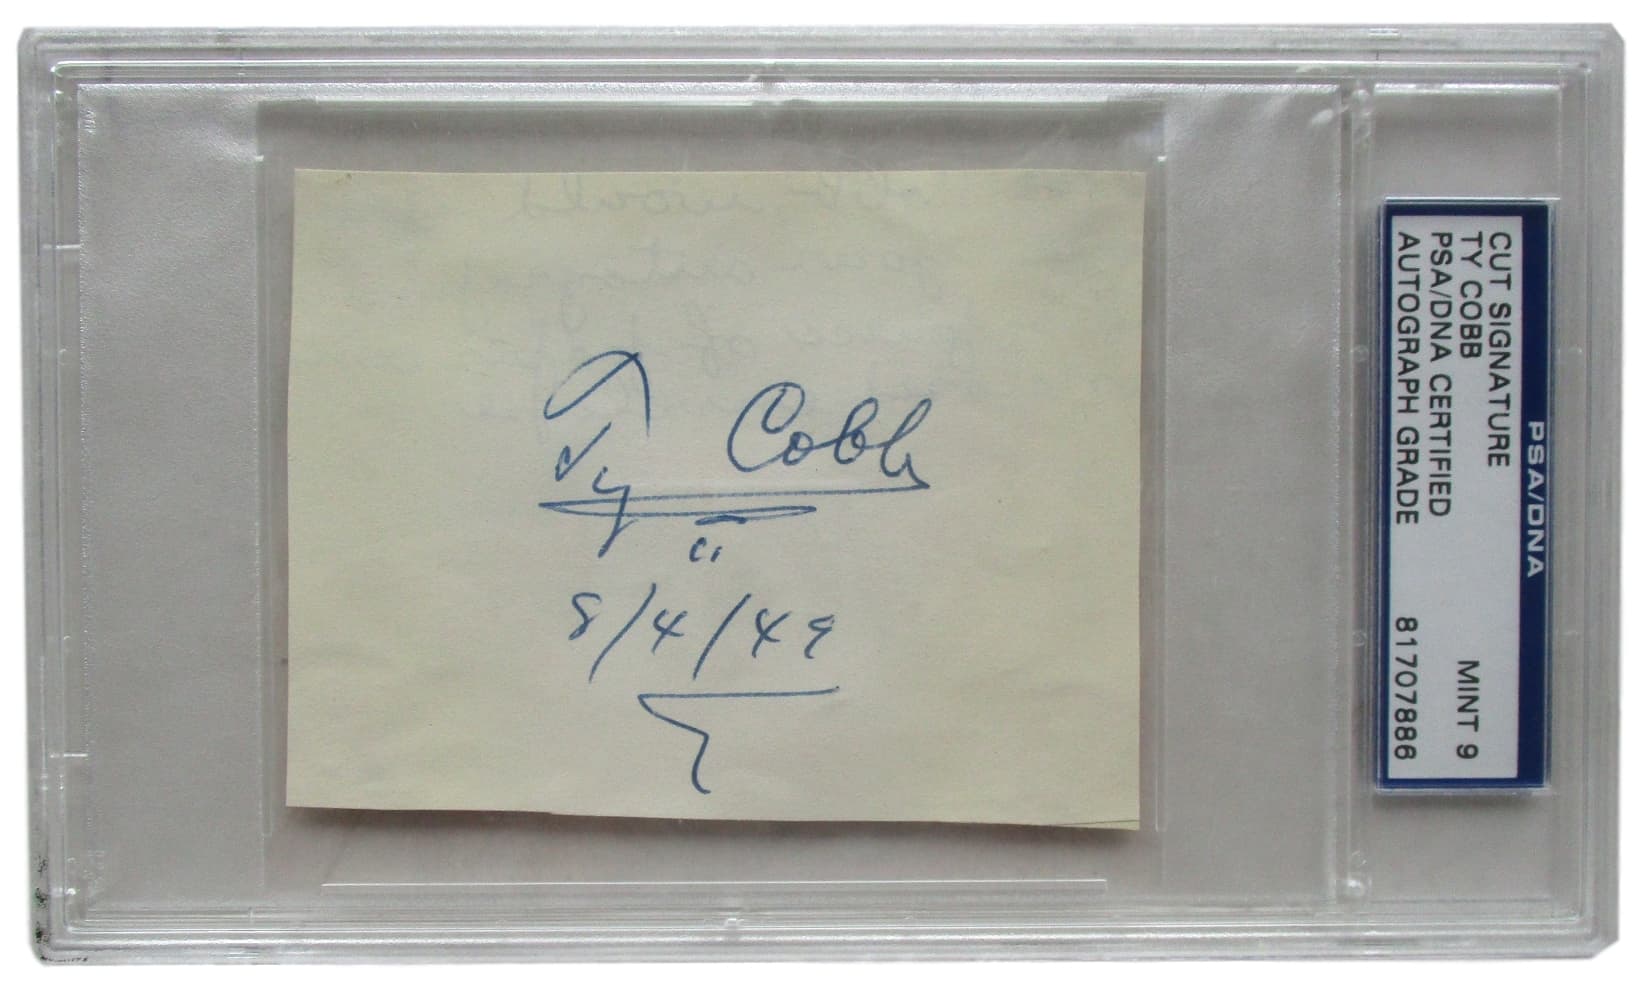 Ty Cobb
8/4/49
PSA/DNA
CUT SIGNATURE
TY COBB MINT 9
PSA/DNA CERTIFIED
AUTOGRAPH GRADE 81707886